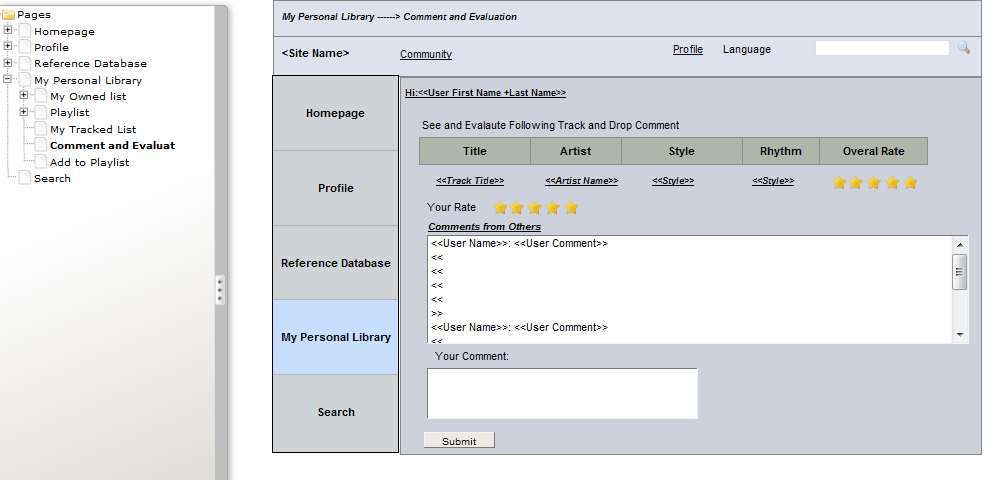 Pages
Homepage
Profile
Reference Database
My Personal Library
My Owned list
Playlist
My Tracked List
Comment and Evaluat
Add to Playlist
Search
My Personal Library ------> Comment and Evaluation
<Site Name> Community Profile Language
Homepage
Profile
Reference Database
My Personal Library
Search
Hi:<<User First Name +Last Name>>
See and Evalaute Following Track and Drop Comment
Title Artist Style Rhythm Overal Rate
<<Track Title>> <<Artist Name>> <<Style>> <<Style>>
Your Rate
Comments from Others
<<User Name>>: <<User Comment>>
<<
<<
<<
<<
>>
<<User Name>>: <<User Comment>>
<<
Your Comment:
Submit